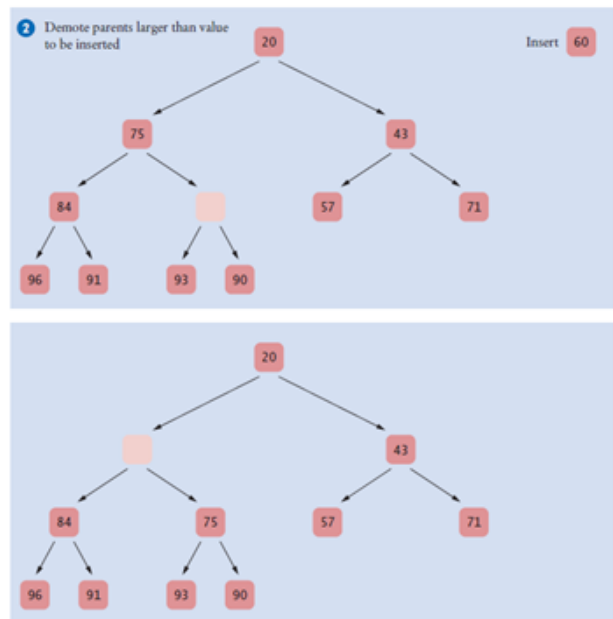 2 Demote parents larger than value
to be inserted
Insert 60
20
75 43
84 57 71
96 91 93 90
20
43
84 75 57 71
96 91 93 90